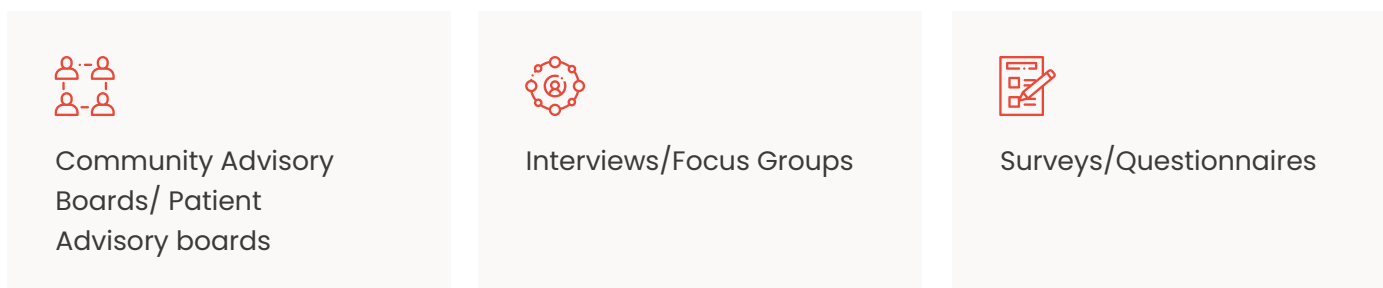 Community Advisory
Boards/ Patient
Advisory boards
Interviews/Focus Groups
Surveys/Questionnaires